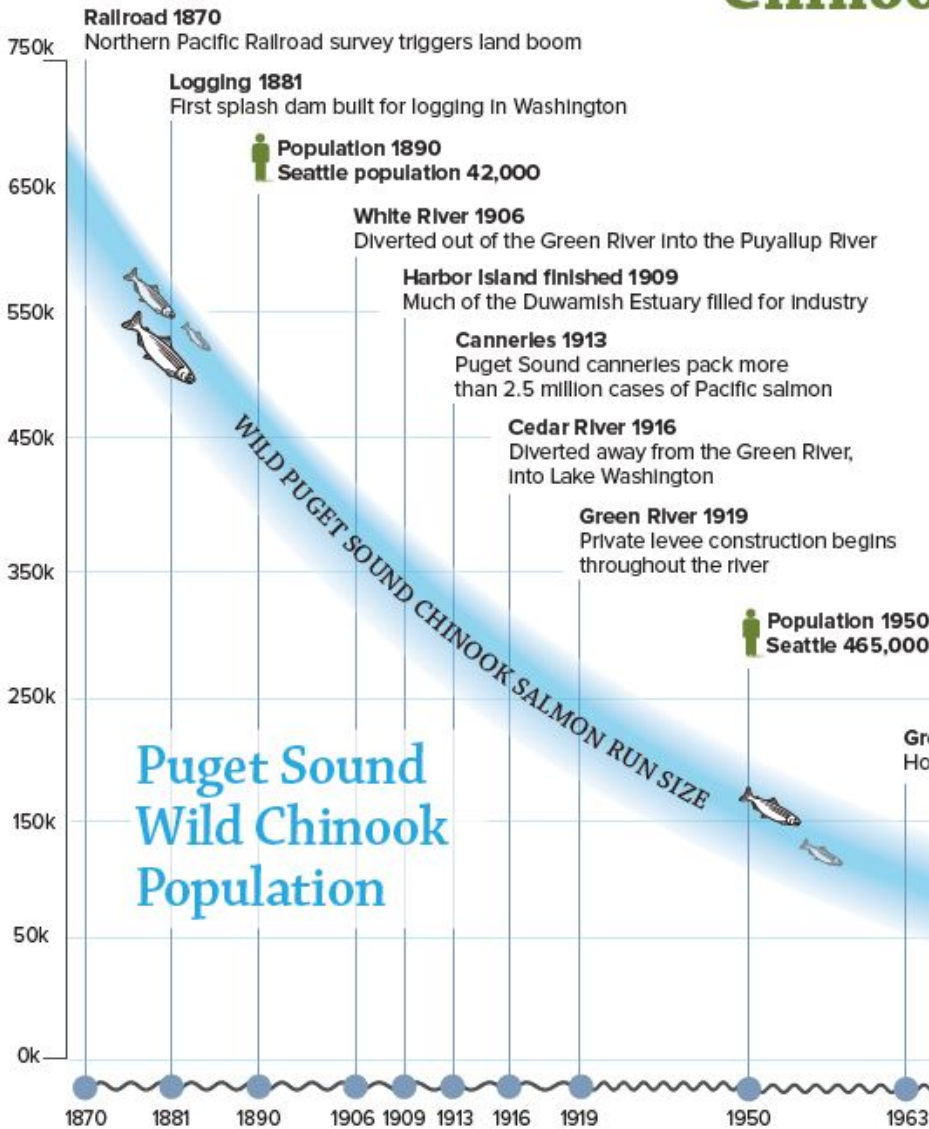 Railroad 1870
Northern Pacific Railroad survey triggers land boom
750k
Logging 1881
First splash dam built for logging in Washington
Population 1890
Seattle population 42,000
650k
White River 1906
Diverted out of the Green River into the Puyallup River
Harbor Island finished 1909
Much of the Duwamish Estuary filled for industry
550k
Canneries 1913
Puget Sound canneries pack more
than 2.5 million cases of Pacific salmon
Cedar River 1916
Diverted away from the Green River,
into Lake Washington
450k
WILD PUGET SOUND CHINOOK SALMON RUN SIZE
Green River 1919
Private levee construction begins
throughout the river
350k
Population 1950
Seattle 465,000
250k
Puget Sound
Wild Chinook
Population
150k
50k
0k
1870 1881 1890 1906 1909 1913 1916 1919 1950 1963